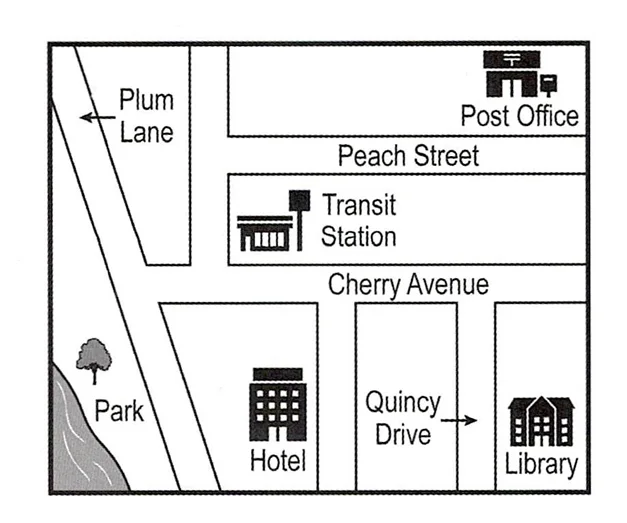 Plum
Lane
Post Office
Peach Street
Transit
Station
Cherry Avenue
Park
Hotel
Quincy
Drive
Library